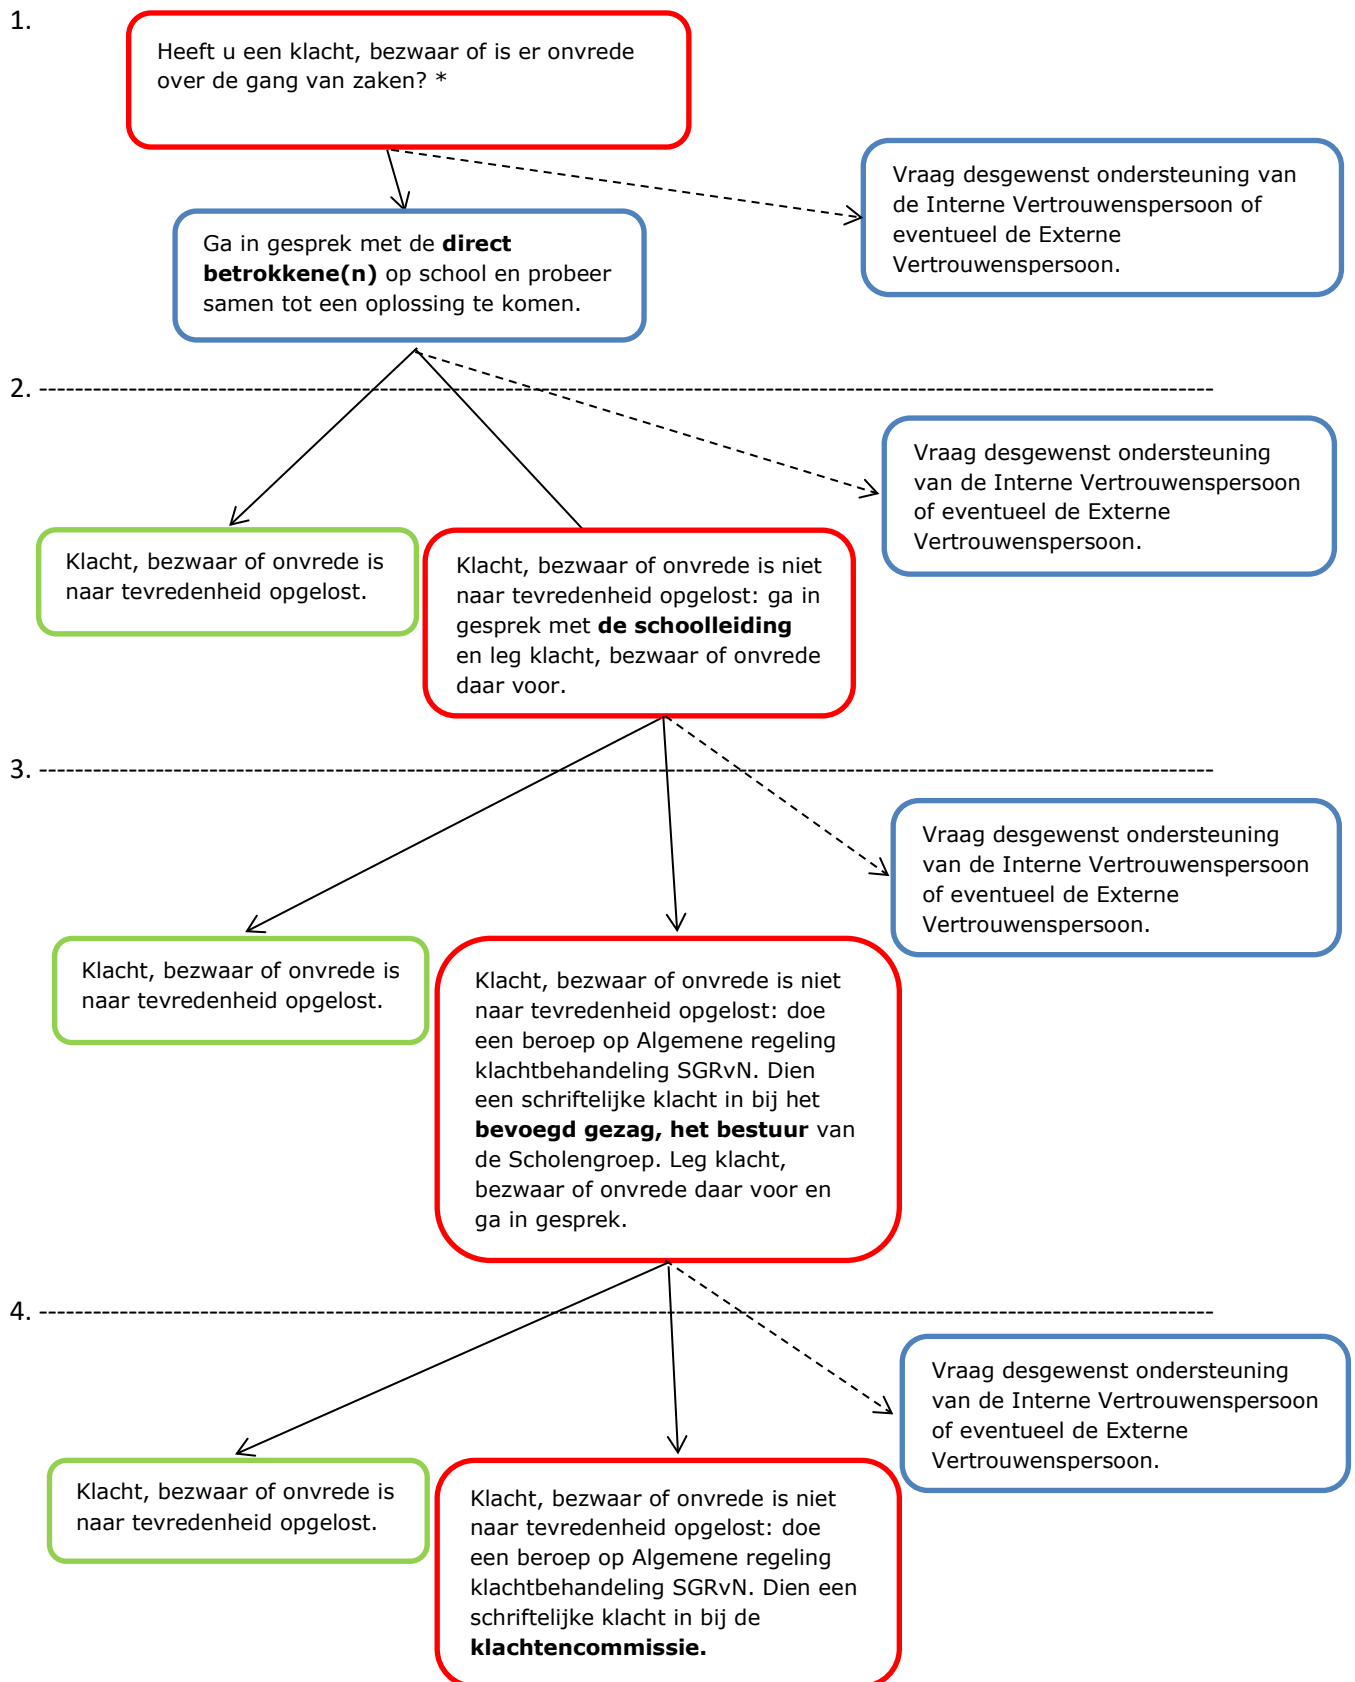 1.
Heeft u een klacht, bezwaar of is er onvrede
over de gang van zaken? *
Vraag desgewenst ondersteuning van
de Interne Vertrouwenspersoon of
eventueel de Externe
Vertrouwenspersoon.
Ga in gesprek met de direct
betrokkene(n) op school en probeer
samen tot een oplossing te komen.
2.
Vraag desgewenst ondersteuning
van de Interne Vertrouwenspersoon
of eventueel de Externe
Vertrouwenspersoon.
Klacht, bezwaar of onvrede is
naar tevredenheid opgelost.
Klacht, bezwaar of onvrede is niet
naar tevredenheid opgelost: ga in
gesprek met de schoolleiding
en leg klacht, bezwaar of onvrede
daar voor.
3.
Vraag desgewenst ondersteuning
van de Interne Vertrouwenspersoon
of eventueel de Externe
Vertrouwenspersoon.
Klacht, bezwaar of onvrede is
naar tevredenheid opgelost.
Klacht, bezwaar of onvrede is niet
naar tevredenheid opgelost: doe
een beroep op Algemene regeling
klachtbehandeling SGRvN. Dien
een schriftelijke klacht in bij het
bevoegd gezag, het bestuur van
de Scholengroep. Leg klacht,
bezwaar of onvrede daar voor en
ga in gesprek.
4.
Vraag desgewenst ondersteuning
van de Interne Vertrouwenspersoon
of eventueel de Externe
Vertrouwenspersoon.
Klacht, bezwaar of onvrede is
naar tevredenheid opgelost.
Klacht, bezwaar of onvrede is niet
naar tevredenheid opgelost: doe
een beroep op Algemene regeling
klachtbehandeling SGRvN. Dien een
schriftelijke klacht in bij de
klachtencommissie.